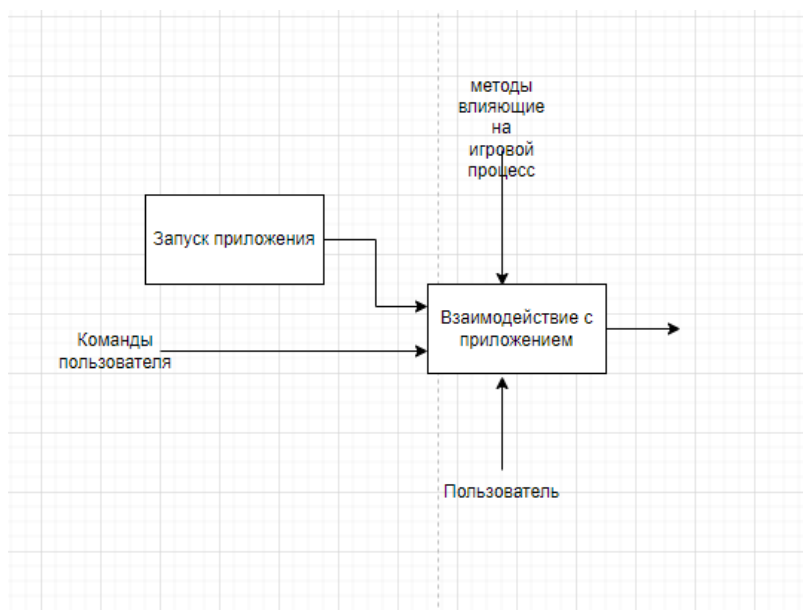 методы
влияющие
на
игровой
процесс
Запуск приложения
Взаимодействие с
приложением
Команды
пользователя
Пользователь